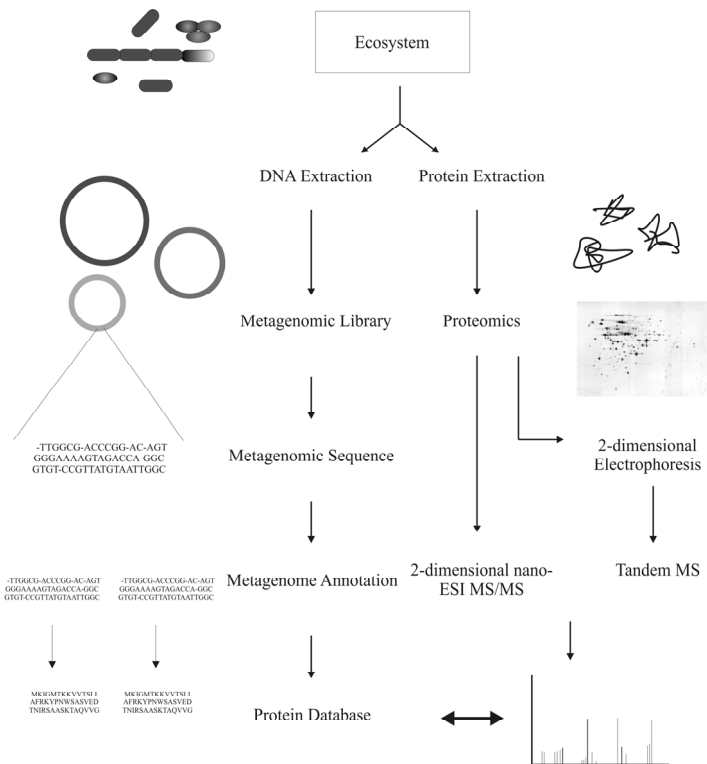 Ecosystem
DNA Extraction
Protein Extraction
Metagenomic Library
Proteomics
-TTGGCG-ACCCGG-AC-AGT
GGGAAAAGTAGACCA GGC
GTGT-CCGTTATGTAATTGGC
Metagenomic Sequence
2-dimensional
Electrophoresis
-TTGGCG-ACCCGG-AC-AGT
GGGAAAAGTAGACCA-GGC
GTGT-CCGTTATGTAATTGGC
-TTGGCG-ACCCGG-AC-AGT
GGGAAAAGTAGACCA-GGC
GTGT-CCGTTATGTAATTGGC
Metagenome Annotation
2-dimensional nano-
ESI MS/MS
Tandem MS
AFRKYPNWSASVED
TNIRSAASKTAQVVG
AFRKYPNWSASVED
TNIRSAASKTAQVVG
Protein Database